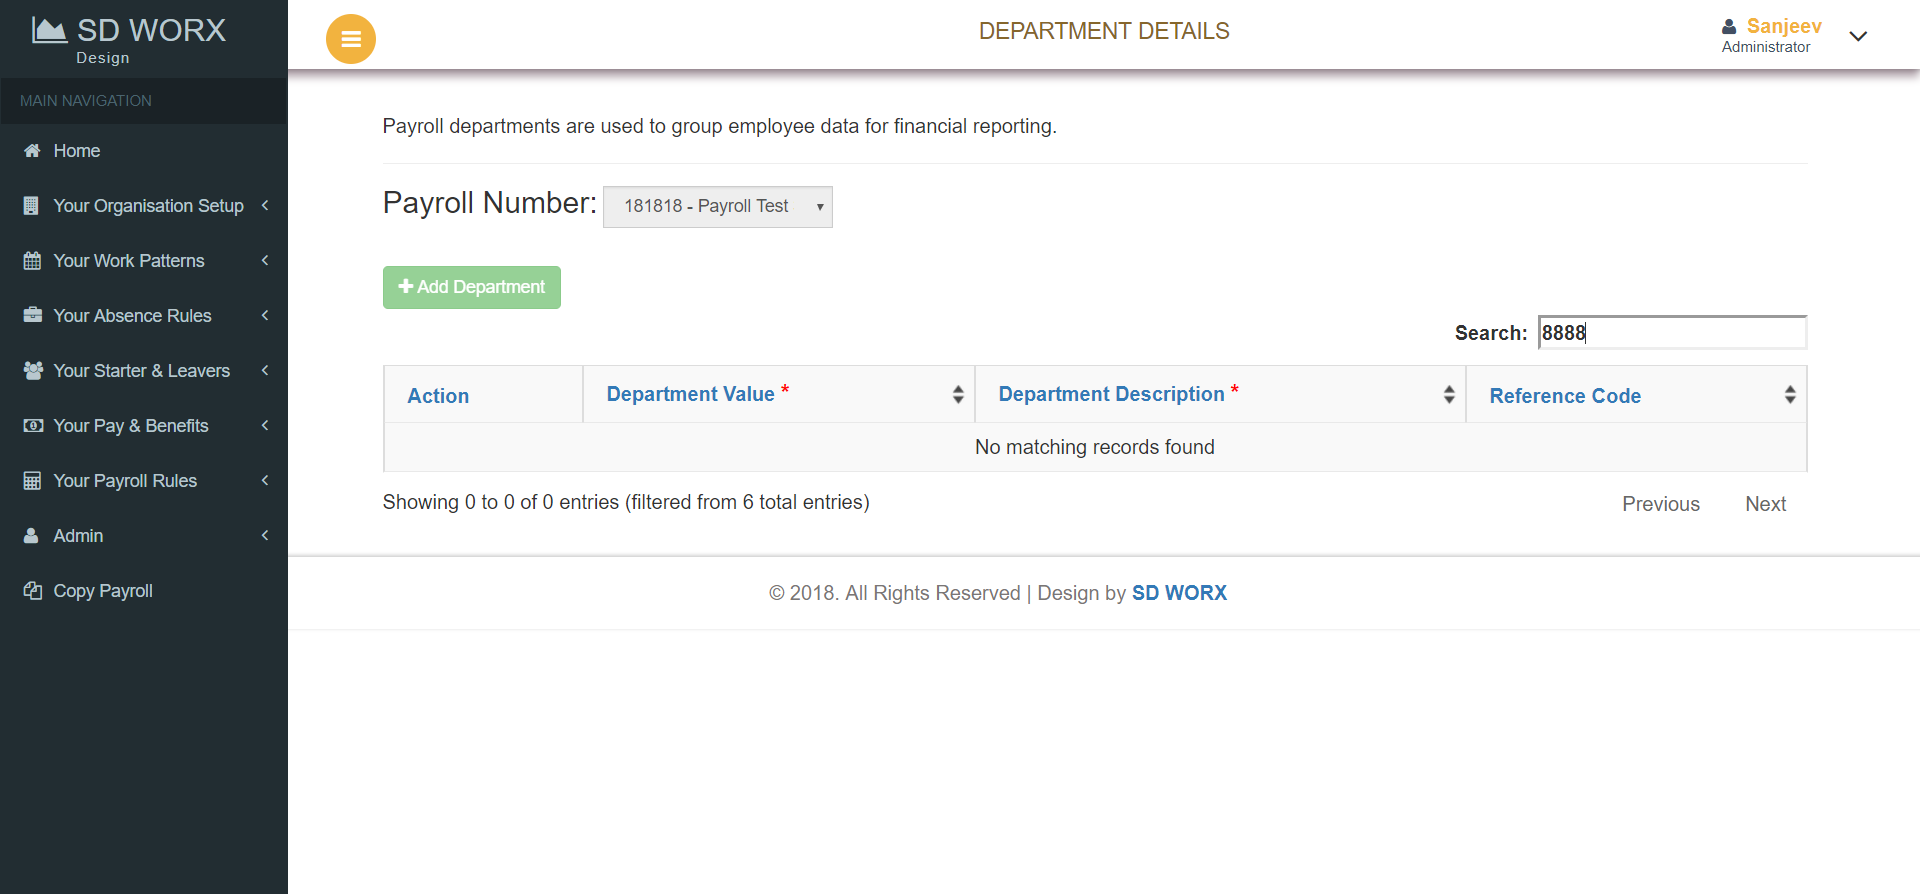 SD WORX
Design
MAIN NAVIGATION
Home
Your Organisation Setup
Your Work Patterns
Your Absence Rules
Your Starter & Leavers
Your Pay & Benefits
Your Payroll Rules
Admin
Copy Payroll
DEPARTMENT DETAILS
Sanjeev
Administrator
Payroll departments are used to group employee data for financial reporting.
Payroll Number: 181818 - Payroll Test
Add Department
Search: 8888
Action Department Value * Department Description * Reference Code
No matching records found
Showing 0 to 0 of 0 entries (filtered from 6 total entries)
Previous Next
© 2018. All Rights Reserved | Design by SD WORX